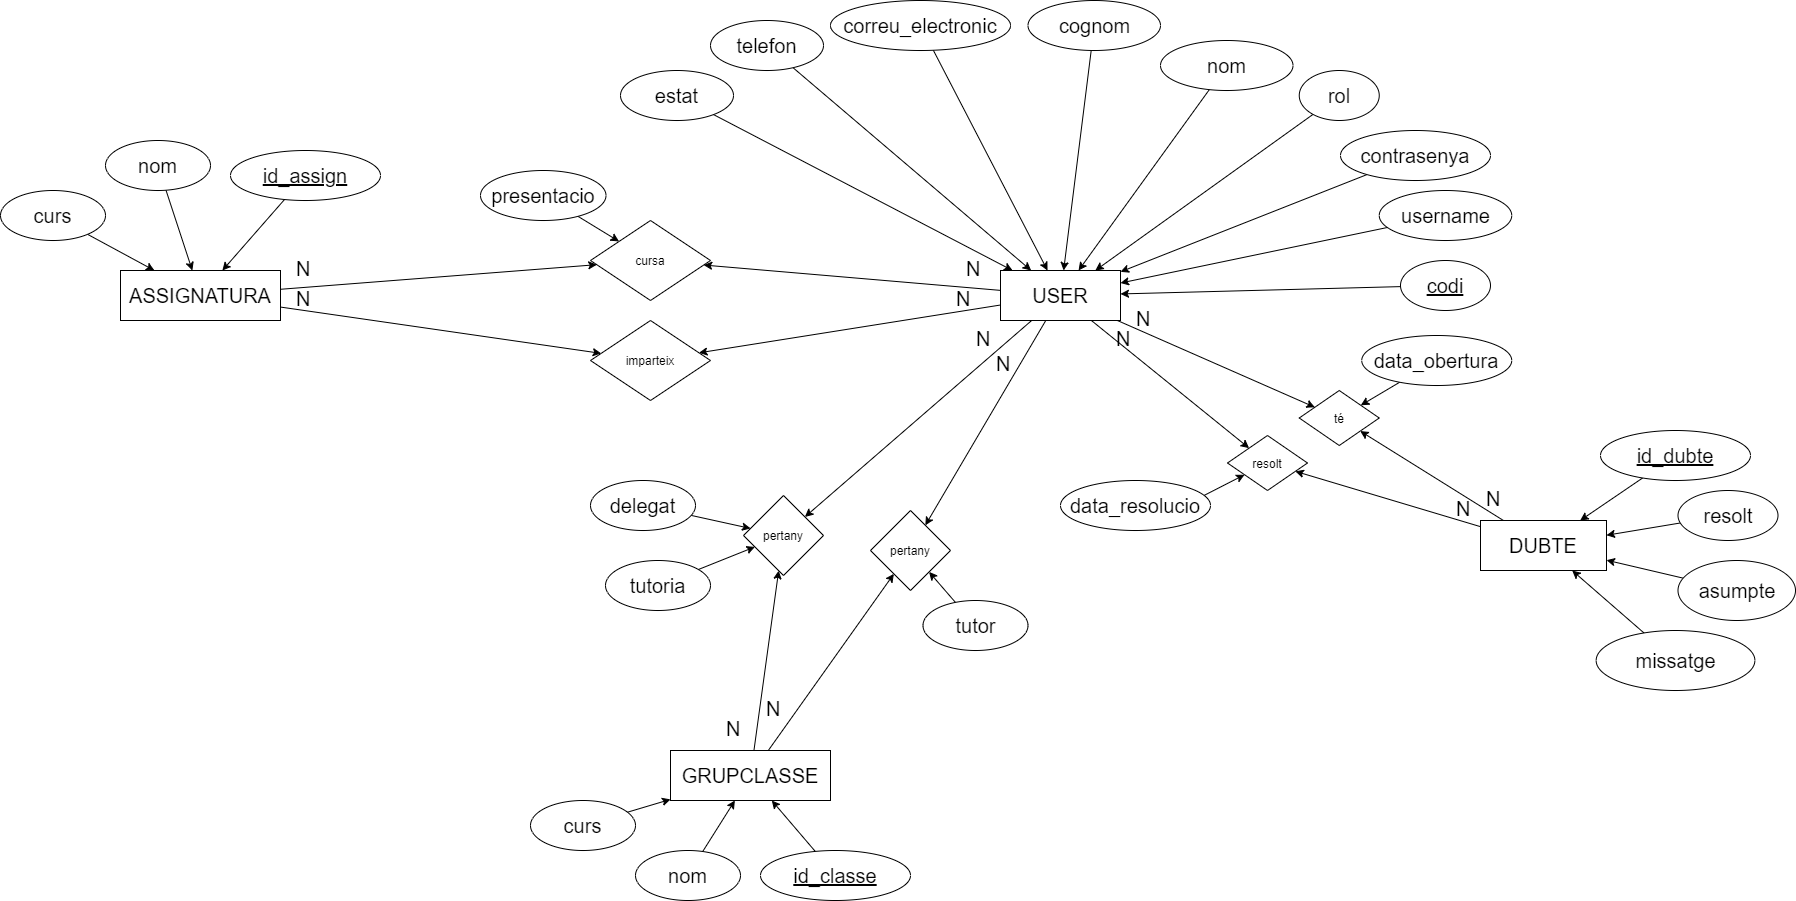 correu_electronic
cognom
telefon
nom
estat
rol
contrasenya
nom
id_assign
presentacio
curs
username
cursa
N
N
codi
ASSIGNATURA
USER
N
N
N
imparteix
N
N
N
data_obertura
té
id_dubte
resolt
delegat
data_resolucio
N
N
resolt
pertany
pertany
DUBTE
tutoria
asumpte
tutor
missatge
N
N
GRUPCLASSE
curs
nom
id_classe